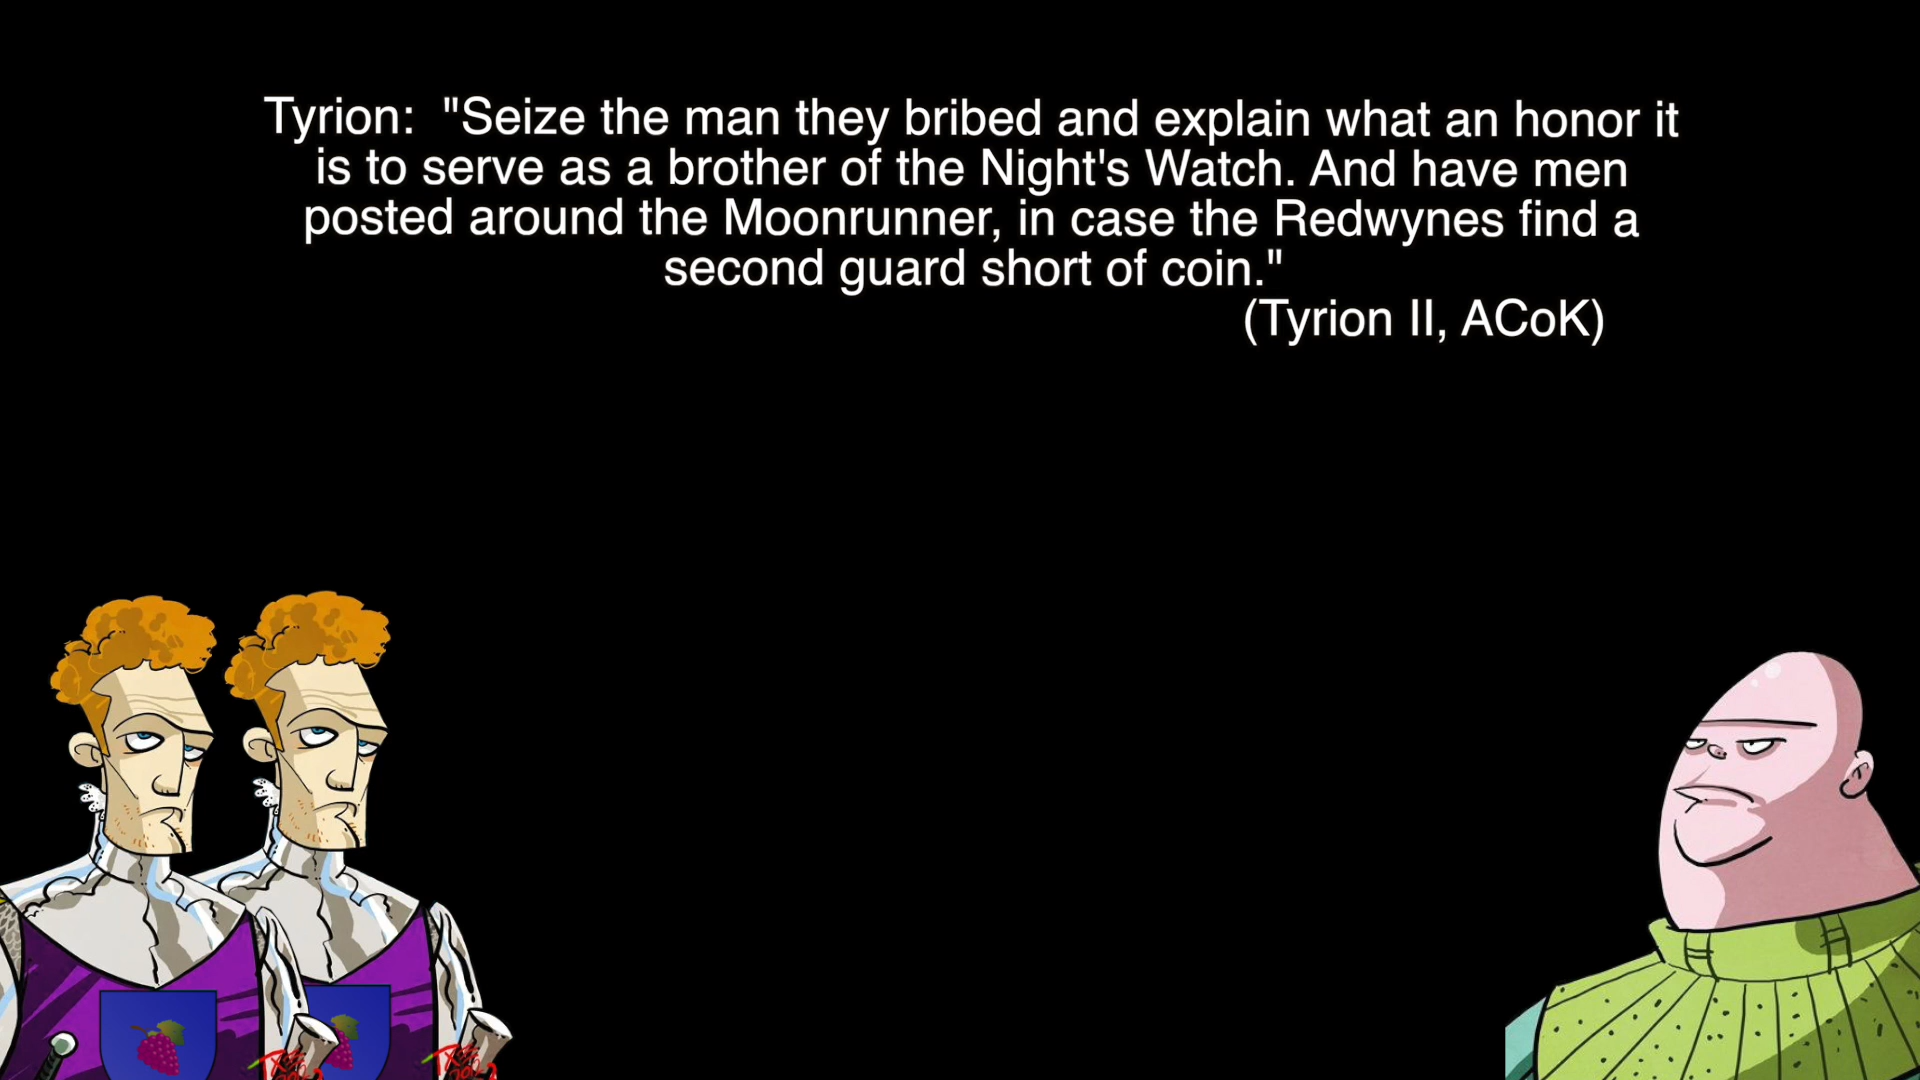 Tyrion:  "Seize the man they bribed and explain what an honor it
is to serve as a brother of the Night's Watch. And have men
posted around the Moonrunner, in case the Redwynes find a
second guard short of coin."
(Tyrion II, ACoK)